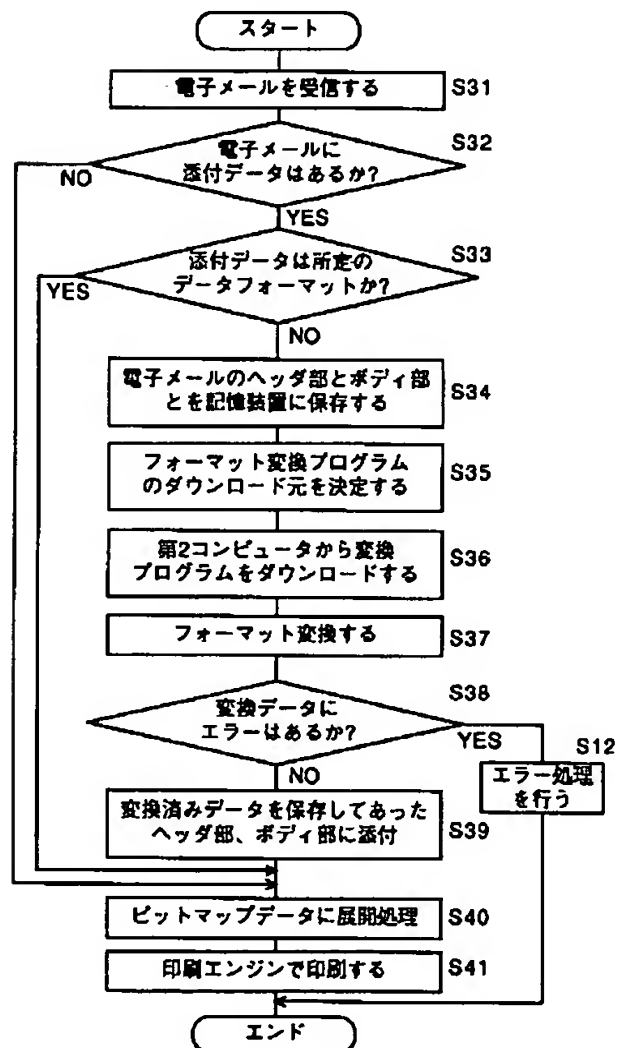 スタート
電子メールを受信する
S31
電子メールに
添付データはあるか?
S32
NO
YES
添付データは所定の
データフォーマットか?
S33
YES
NO
電子メールのヘッダ部とボディ部
とを記憶装置に保存する
S34
フォーマット変換プログラム
のダウンロード元を決定する
S35
第2コンピュータから変換
プログラムをダウンロードする
S36
フォーマット変換する
S37
変換データに
エラーはあるか?
S38
YES
NO
S12
エラー処理
を行う
変換済みデータを保存してあった
ヘッダ部、ボディ部に添付
S39
ビットマップデータに展開処理
S40
印刷エンジンで印刷する
S41
エンド